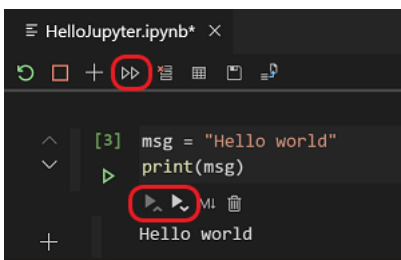 HelloJupyter.ipynb*
[3] msg = "Hello world"
print(msg)
M↓
Hello world